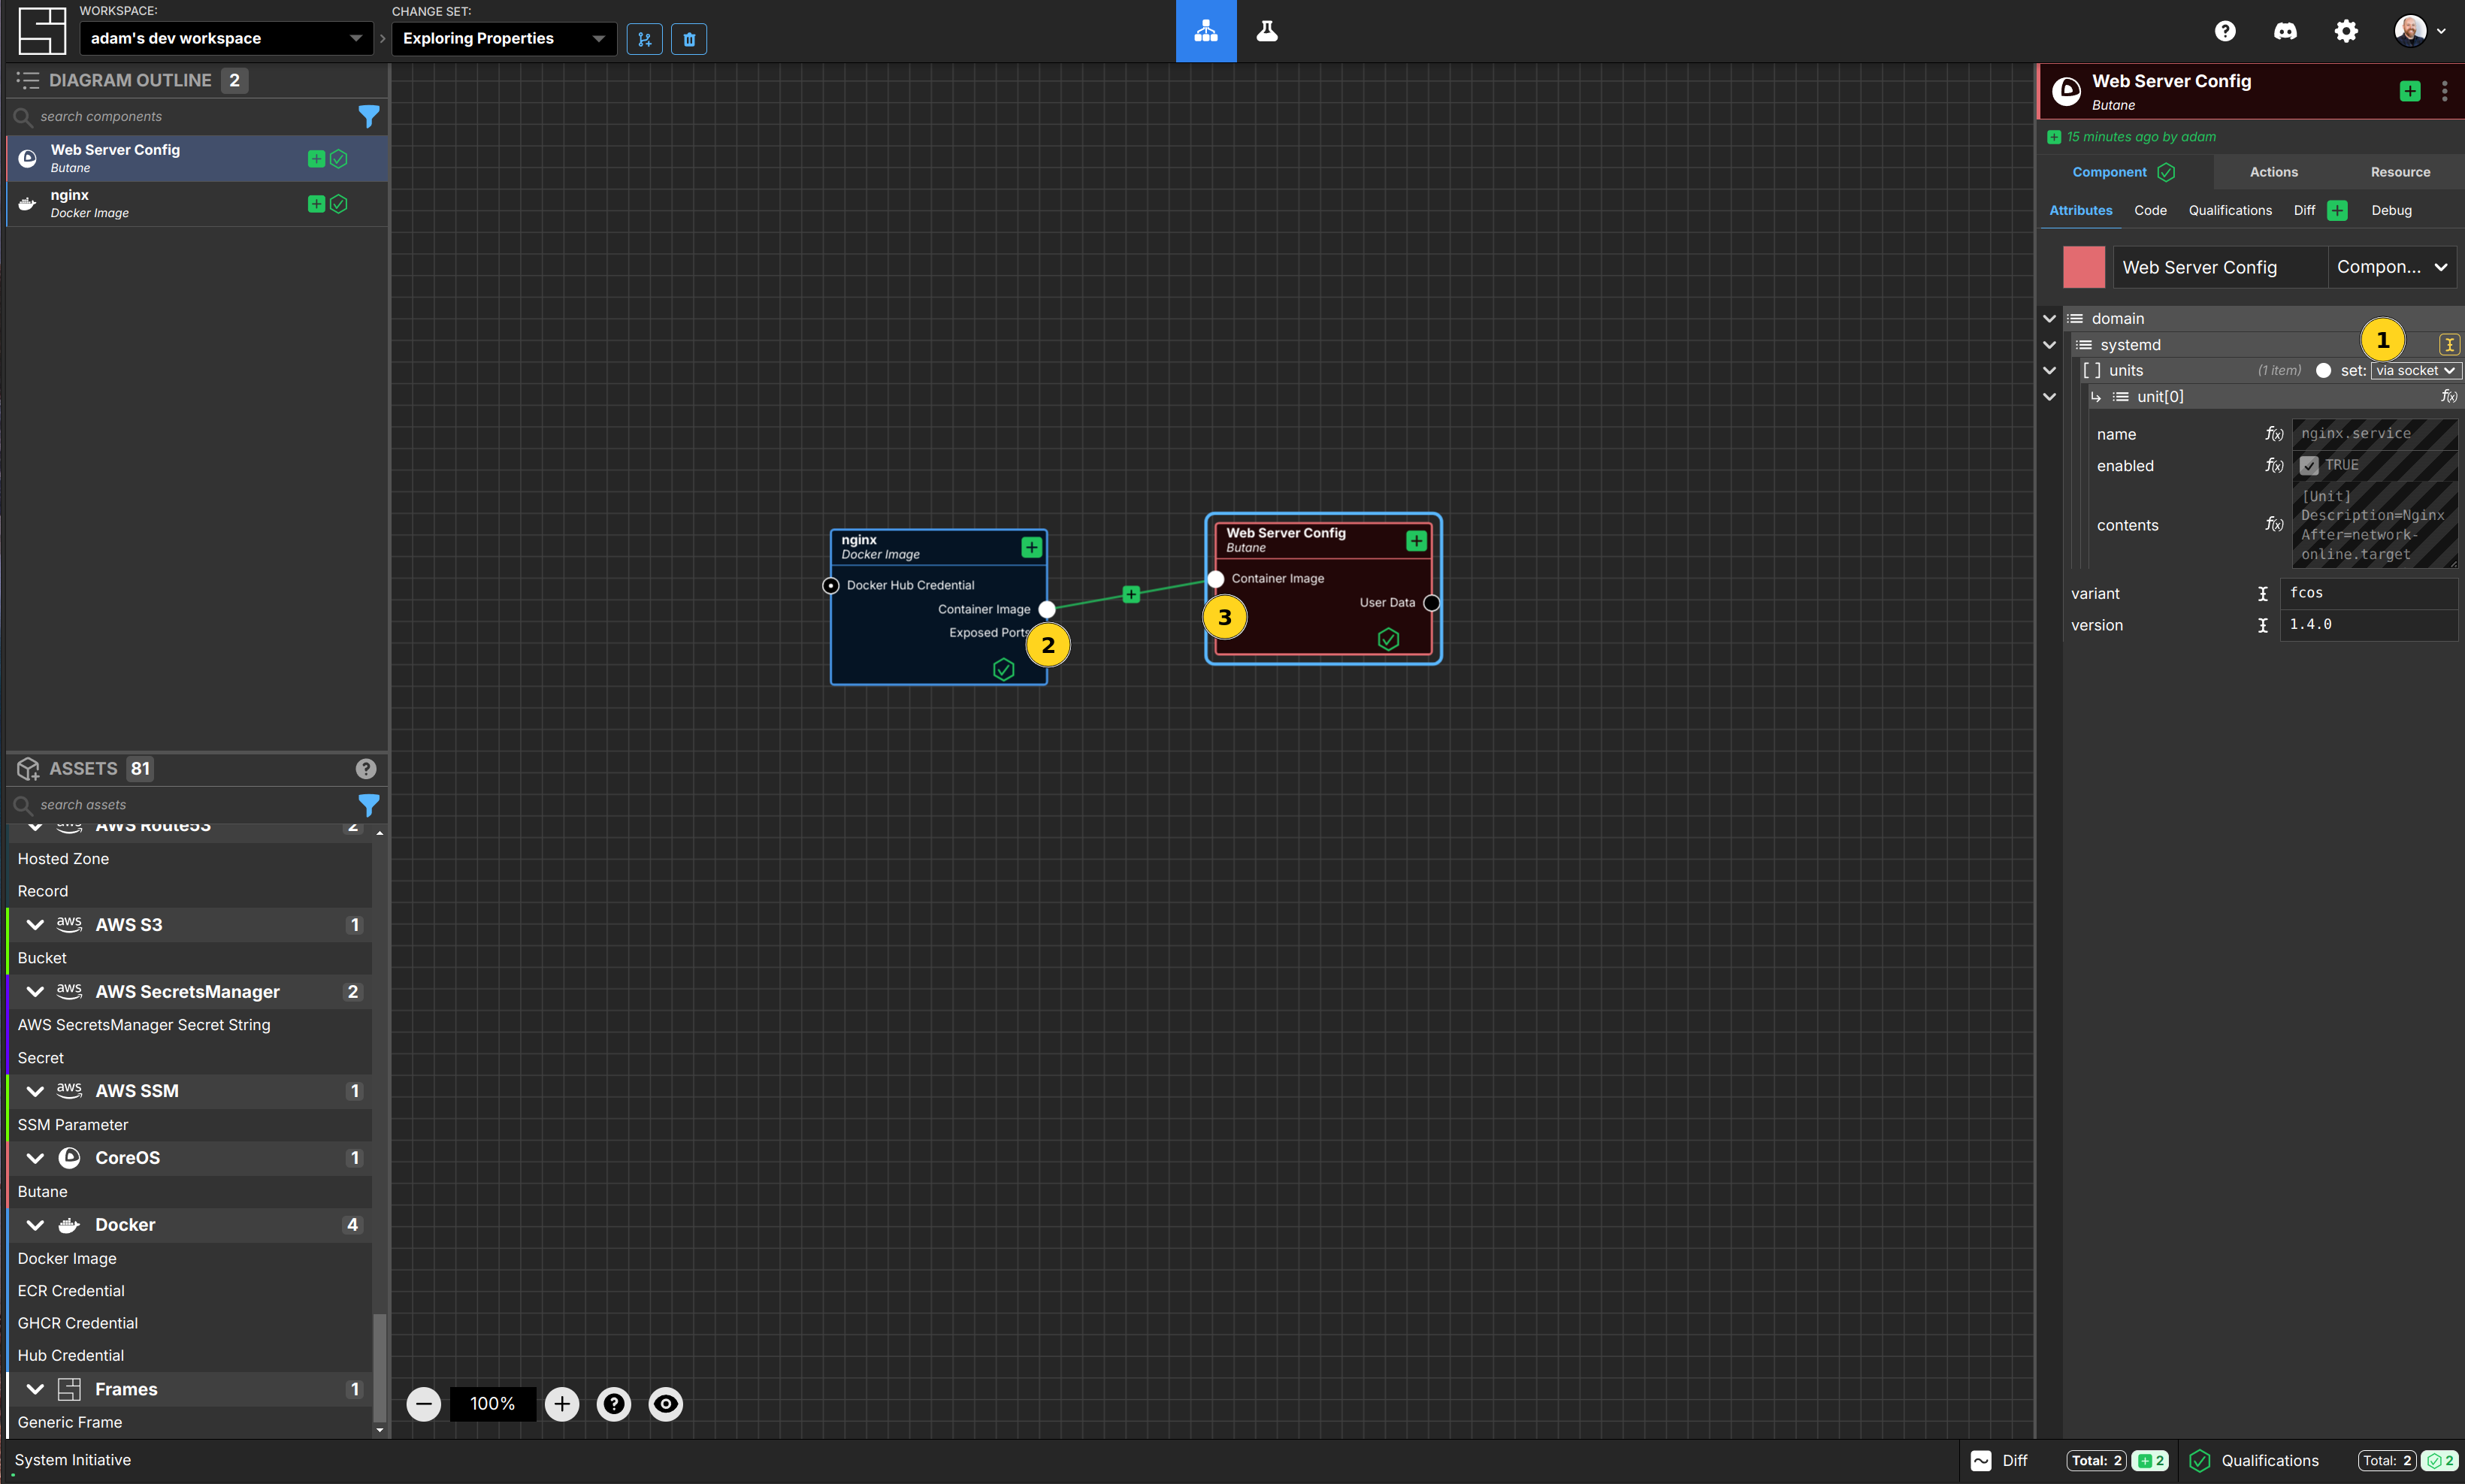 WORKSPACE:
adam's dev workspace
CHANGE SET:
Exploring Properties
DIAGRAM OUTLINE 2
search components
Web Server Config
Butane
nginx
Docker Image
ASSETS 81
search assets
AWS Route53 2
Hosted Zone
Record
aws AWS S3 1
Bucket
aws AWS SecretsManager 2
AWS SecretsManager Secret String
Secret
aws AWS SSM 1
SSM Parameter
CoreOS 1
Butane
Docker 4
Docker Image
ECR Credential
GHCR Credential
Hub Credential
Frames 1
Generic Frame
nginx
Docker Image
Docker Hub Credential
Container Image
Exposed Ports
2
Web Server Config
Butane
Container Image
User Data
3
100%
Web Server Config
Butane
15 minutes ago by adam
Component Actions Resource
Attributes Code Qualifications Diff Debug
Web Server Config Compon...
domain
1
systemd
[ ] units (1 item) set: via socket
unit[0] f(x)
name f(x) nginx.service
enabled f(x) TRUE
contents f(x) [Unit]
Description=Nginx
After=network-
online.target
variant fcos
version 1.4.0
System Initiative
Diff Total: 2 2 Qualifications Total: 2 2